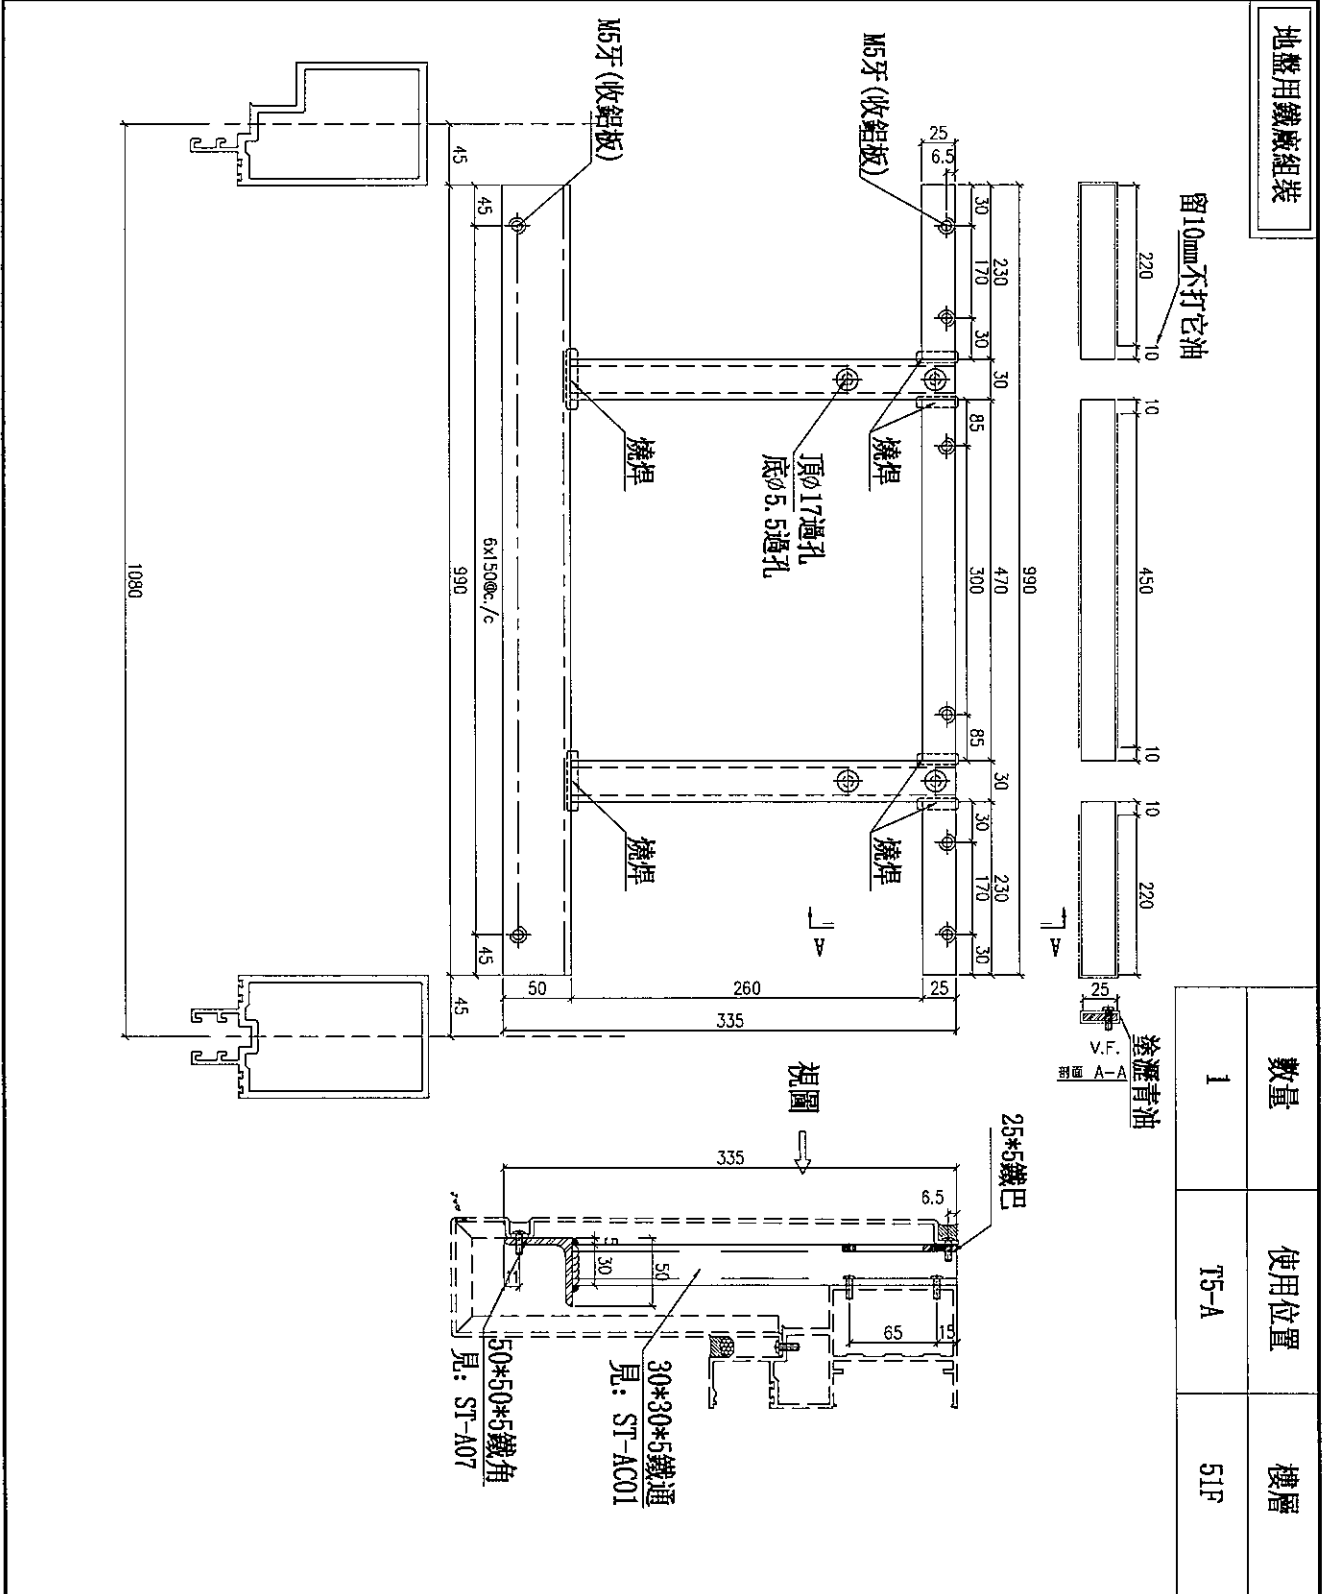 地盤用鐵廠組裝
數量
使用位置
樓層
1
T5-A
51F
留10mm不打它油
220
10
10
450
10
10
220
25
塗瀝青油
V.F.
剖面 A-A
M5牙(收鋁板)
25
6.5
990
230
30
470
30
230
30
170
30
85
300
85
30
170
30
燒焊
燒焊
頂Ø17過孔
底Ø5.5過孔
燒焊
燒焊
A
A
M5牙(收鋁板)
50
260
25
335
45
6x150@c./c
45
45
990
45
1080
視圖
25*5鐵巴
335
6.5
5
30
50
11
65
15
30*30*5鐵通
見: ST-AC01
50*50*5鐵角
見: ST-A07